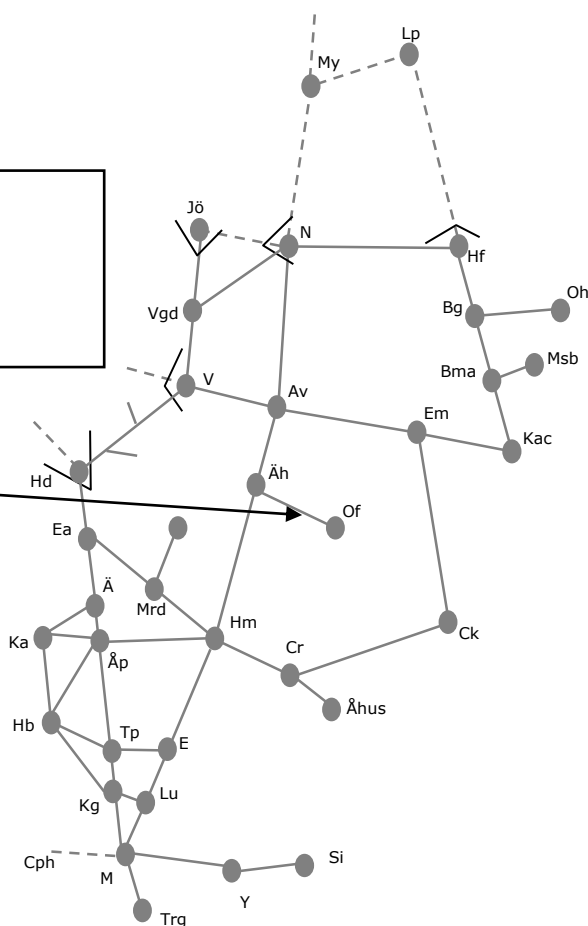 Lp
My
Jö
N
Hf
Oh
Vgd
Bg
Msb
Bma
V
Av
Em
Kac
Hd
Äh
Of
Ea
Ä
Mrd
Hm
Ka
Åp
Cr
Ck
Åhus
Hb
Tp
E
Kg
Lu
Cph
M
Si
Y
Trg